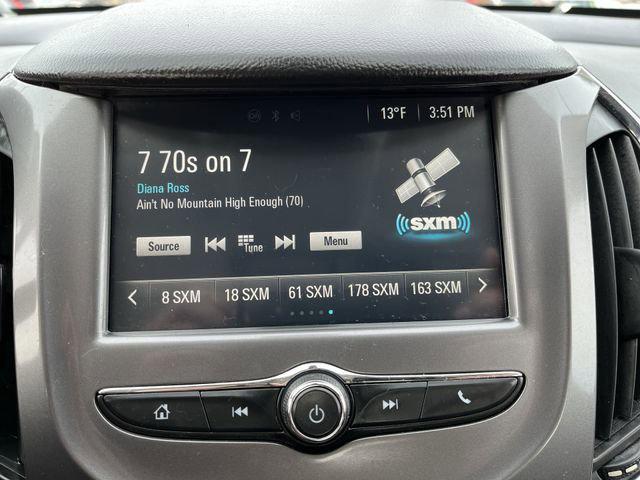 13°F 3:51 PM
7 70s on 7
Diana Ross
Ain't No Mountain High Enough (70)
sxm
Source Tune Menu
8 SXM 18 SXM 61 SXM 178 SXM 163 SXM